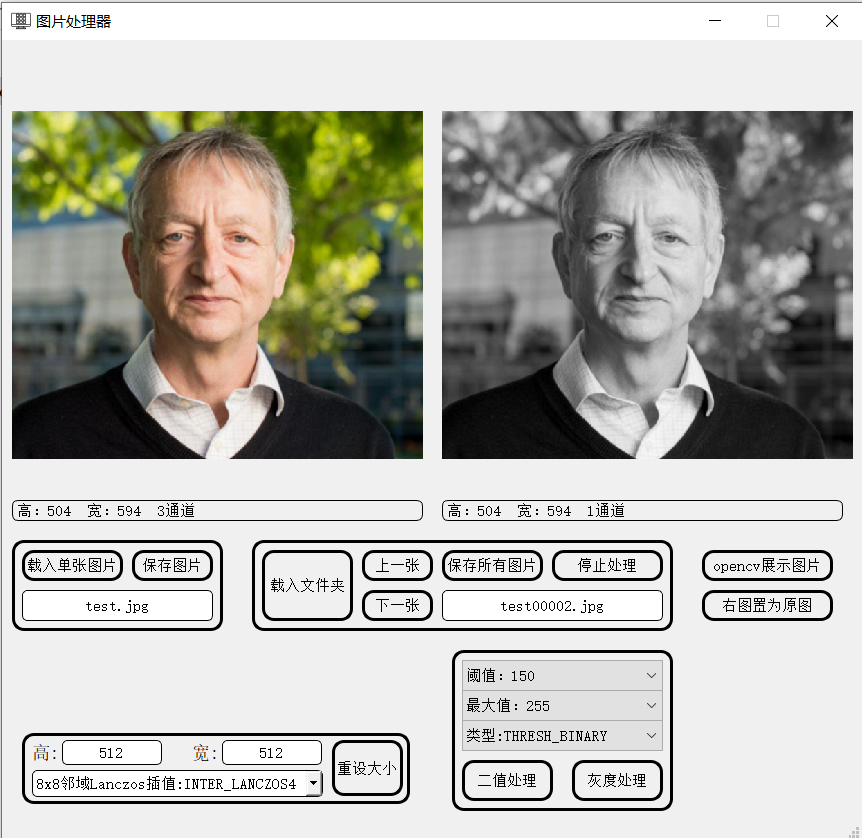 图片处理器
高：504  宽：594  3通道
高：504  宽：594  1通道
载入单张图片
保存图片
test.jpg
载入文件夹
上一张
保存所有图片
停止处理
下一张
test00002.jpg
opencv展示图片
右图置为原图
阈值：150
最大值：255
类型:THRESH_BINARY
二值处理
灰度处理
高:
512
宽:
512
重设大小
8x8邻域Lanczos插值:INTER_LANCZOS4